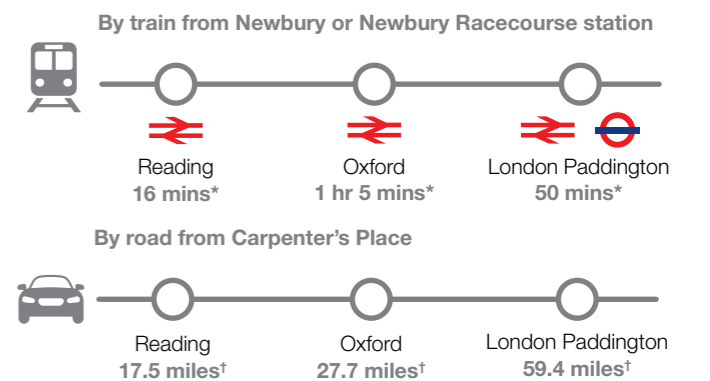 By train from Newbury or Newbury Racecourse station
Reading
16 mins*
Oxford
1 hr 5 mins*
London Paddington
50 mins*
By road from Carpenter’s Place
Reading
17.5 miles†
Oxford
27.7 miles†
London Paddington
59.4 miles†